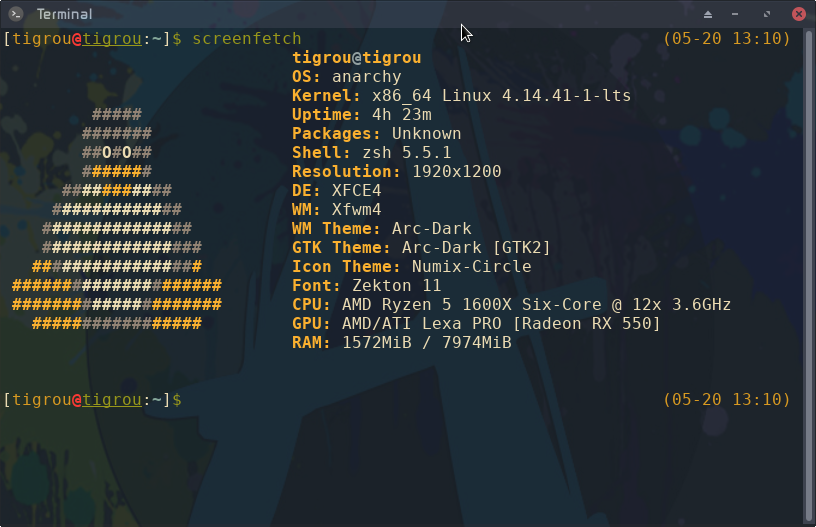 Terminal
[tigrou@tigrou:~]$ screenfetch (05-20 13:10)
tigrou@tigrou
OS: anarchy
Kernel: x86_64 Linux 4.14.41-1-lts
##### Uptime: 4h 23m
####### Packages: Unknown
##O#O## Shell: zsh 5.5.1
####### Resolution: 1920x1200
########### DE: XFCE4
############# WM: Xfwm4
############### WM Theme: Arc-Dark
################ GTK Theme: Arc-Dark [GTK2]
################# Icon Theme: Numix-Circle
##################### Font: Zekton 11
##################### CPU: AMD Ryzen 5 1600X Six-Core @ 12x 3.6GHz
################# GPU: AMD/ATI Lexa PRO [Radeon RX 550]
RAM: 1572MiB / 7974MiB
[tigrou@tigrou:~]$ (05-20 13:10)